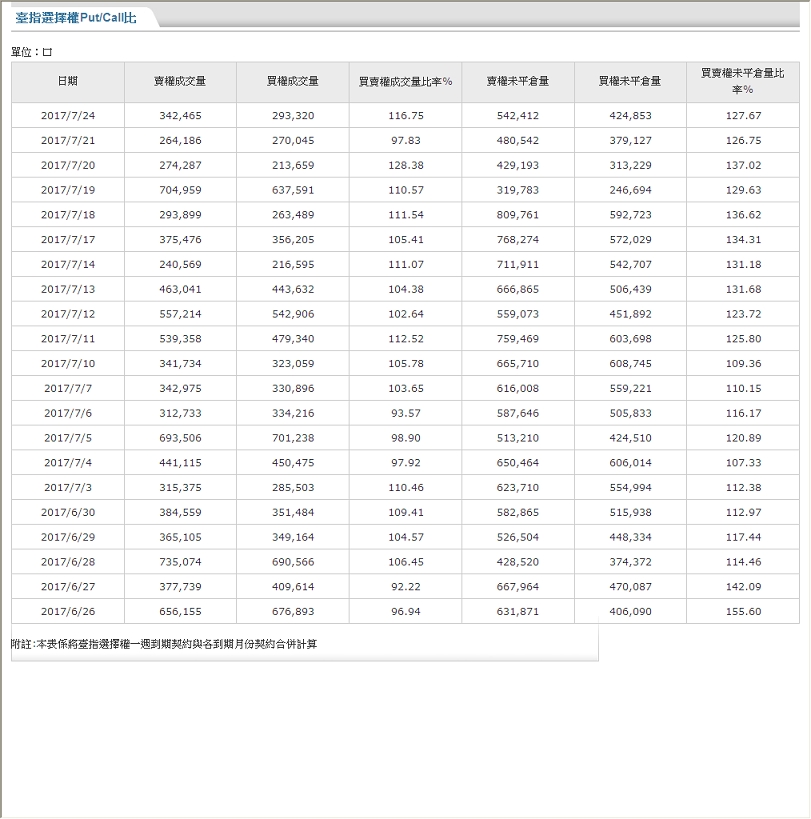 臺指選擇權Put/Call比
單位：口
日期 賣權成交量 買權成交量 買賣權成交量比率% 賣權未平倉量 買權未平倉量 買賣權未平倉量比
率%
2017/7/24 342,465 293,320 116.75 542,412 424,853 127.67
2017/7/21 264,186 270,045 97.83 480,542 379,127 126.75
2017/7/20 274,287 213,659 128.38 429,193 313,229 137.02
2017/7/19 704,959 637,591 110.57 319,783 246,694 129.63
2017/7/18 293,899 263,489 111.54 809,761 592,723 136.62
2017/7/17 375,476 356,205 105.41 768,274 572,029 134.31
2017/7/14 240,569 216,595 111.07 711,911 542,707 131.18
2017/7/13 463,041 443,632 104.38 666,865 506,439 131.68
2017/7/12 557,214 542,906 102.64 559,073 451,892 123.72
2017/7/11 539,358 479,340 112.52 759,469 603,698 125.80
2017/7/10 341,734 323,059 105.78 665,710 608,745 109.36
2017/7/7 342,975 330,896 103.65 616,008 559,221 110.15
2017/7/6 312,733 334,216 93.57 587,646 505,833 116.17
2017/7/5 693,506 701,238 98.90 513,210 424,510 120.89
2017/7/4 441,115 450,475 97.92 650,464 606,014 107.33
2017/7/3 315,375 285,503 110.46 623,710 554,994 112.38
2017/6/30 384,559 351,484 109.41 582,865 515,938 112.97
2017/6/29 365,105 349,164 104.57 526,504 448,334 117.44
2017/6/28 735,074 690,566 106.45 428,520 374,372 114.46
2017/6/27 377,739 409,614 92.22 667,964 470,087 142.09
2017/6/26 656,155 676,893 96.94 631,871 406,090 155.60
附註:本表係將臺指選擇權一週到期契約與各到期月份契約合併計算